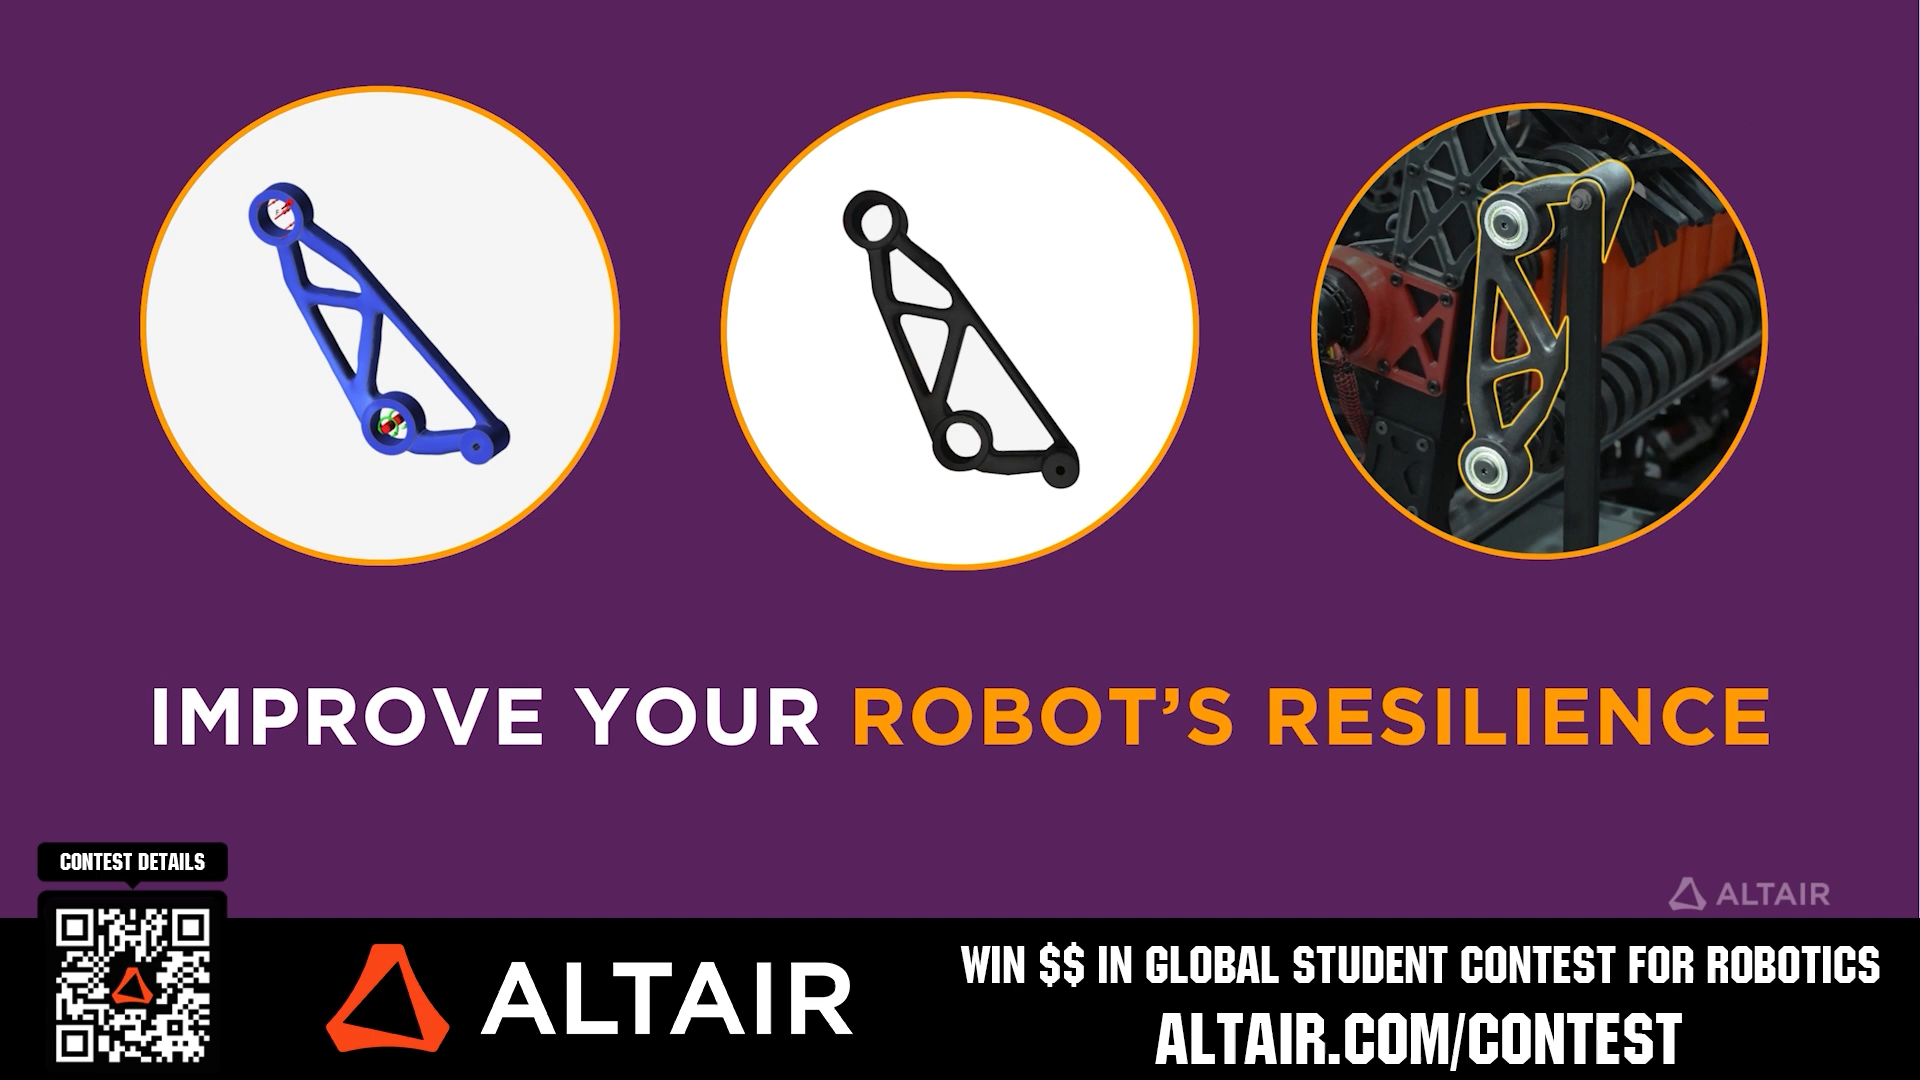 IMPROVE YOUR ROBOT'S RESILIENCE
CONTEST DETAILS
ALTAIR
ALTAIR
WIN $$ IN GLOBAL STUDENT CONTEST FOR ROBOTICS
ALTAIR.COM/CONTEST